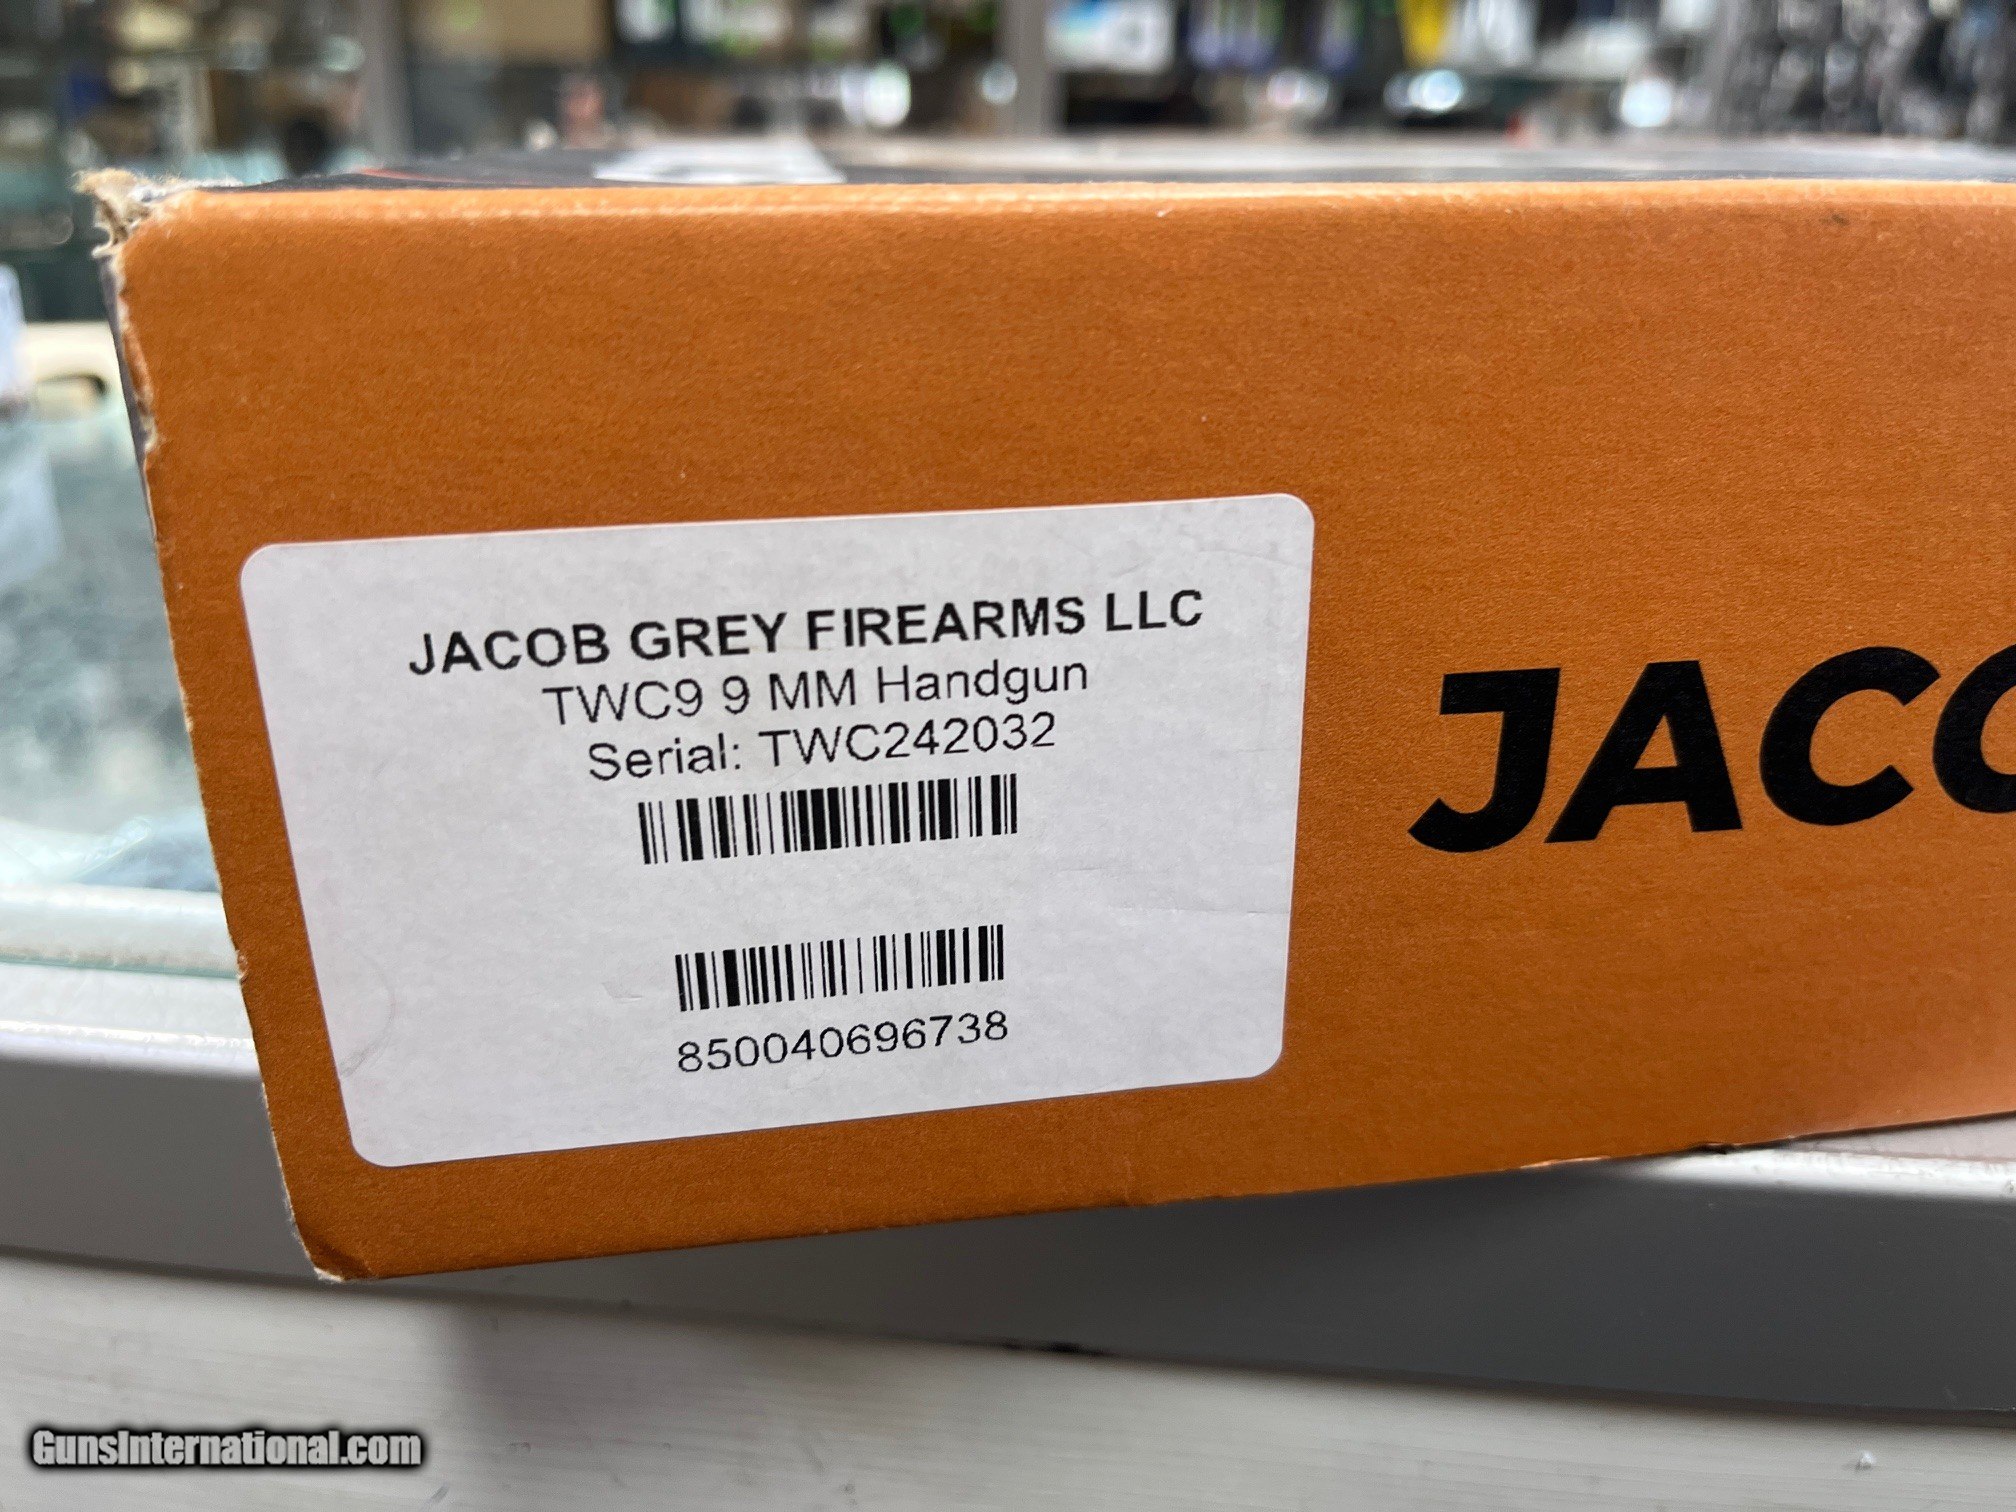 JACOB GREY FIREARMS LLC
TWC9 9 MM Handgun
Serial: TWC242032
850040696738
JACO
GunsInternational.com